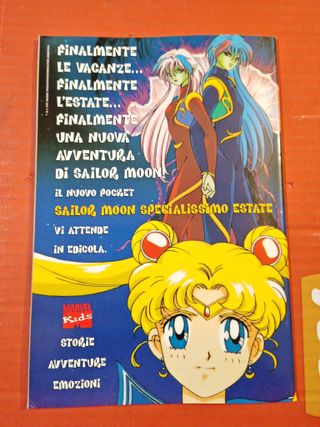 FINALMENTE
LE VACANZE...
FINALMENTE
L'ESTATE...
FINALMENTE
UNA NUOVA
AVVENTURA
DI SAILOR MOON!
IL NUOVO POCKET
SAILOR MOON SPECIALISSIMO ESTATE
VI ATTENDE
IN EDICOLA.
MARVEL
Kids
STORIE
AVVENTURE
EMOZIONI